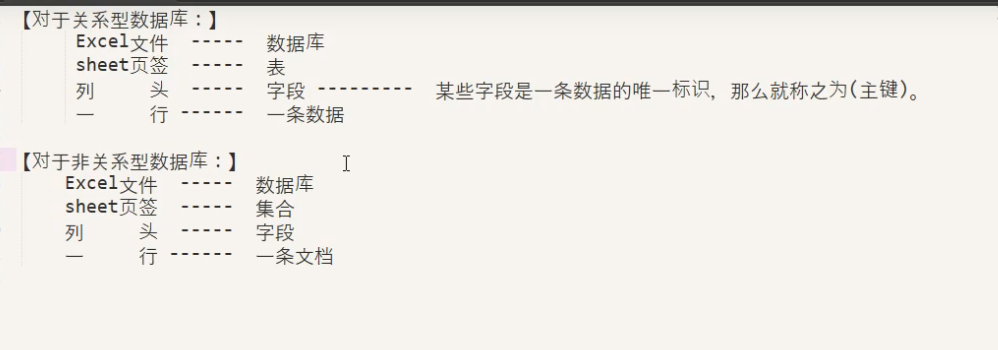 【对于关系型数据库：】
Excel文件 ----- 数据库
sheet页签 ----- 表
列 头 ----- 字段 --------- 某些字段是一条数据的唯一标识，那么就称之为(主键)。
一 行 ------ 一条数据
【对于非关系型数据库：】
Excel文件 ----- 数据库
sheet页签 ----- 集合
列 头 ----- 字段
一 行 ------ 一条文档